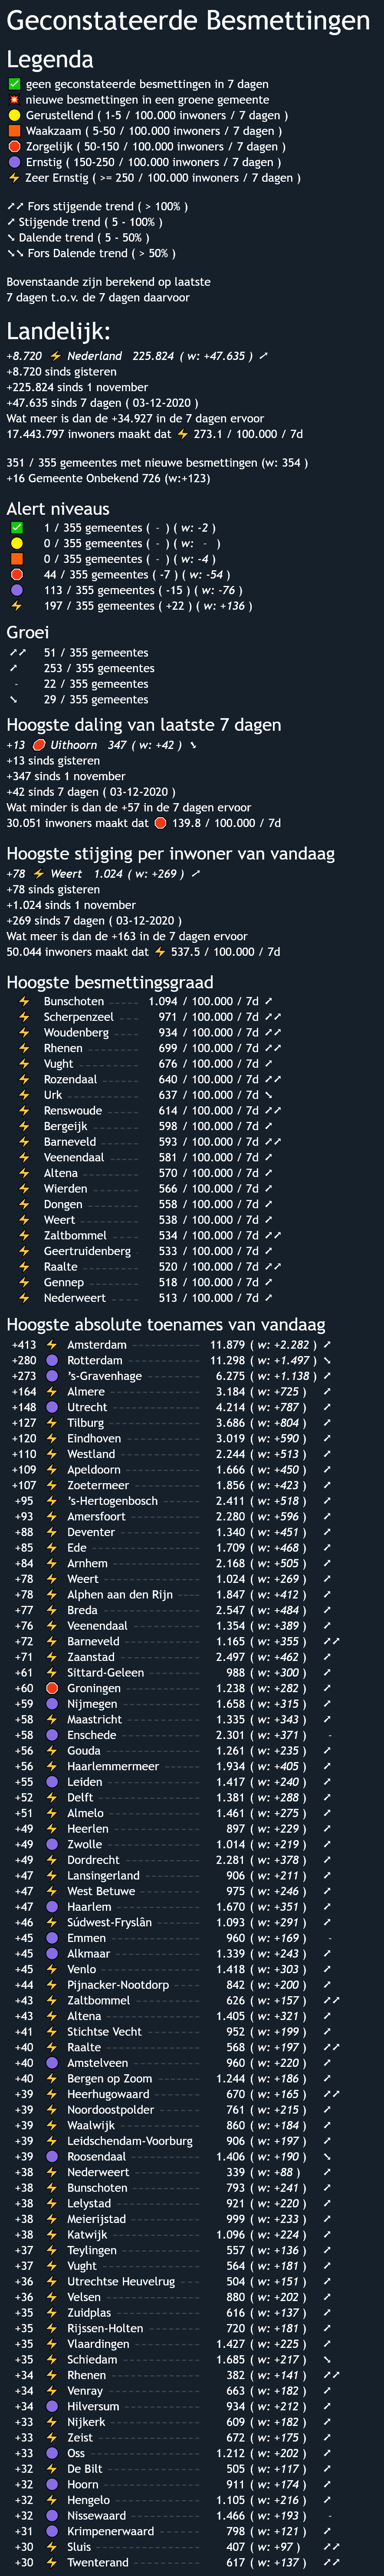 Geconstateerde Besmettingen
Legenda
✅ geen geconstateerde besmettingen in 7 dagen
💥 nieuwe besmettingen in een groene gemeente
🟡 Gerustellend ( 1-5 / 100.000 inwoners / 7 dagen )
🟧 Waakzaam ( 5-50 / 100.000 inwoners / 7 dagen )
🛑 Zorgelijk ( 50-150 / 100.000 inwoners / 7 dagen )
🟣 Ernstig ( 150-250 / 100.000 inwoners / 7 dagen )
⚡ Zeer Ernstig ( >= 250 / 100.000 inwoners / 7 dagen )
↗↗ Fors stijgende trend ( > 100% )
↗ Stijgende trend ( 5 - 100% )
↘ Dalende trend ( 5 - 50% )
↘↘ Fors Dalende trend ( > 50% )
Bovenstaande zijn berekend op laatste
7 dagen t.o.v. de 7 dagen daarvoor
Landelijk:
+8.720 ⚡ Nederland 225.824 ( w: +47.635 ) ↗
+8.720 sinds gisteren
+225.824 sinds 1 november
+47.635 sinds 7 dagen ( 03-12-2020 )
Wat meer is dan de +34.927 in de 7 dagen ervoor
17.443.797 inwoners maakt dat ⚡ 273.1 / 100.000 / 7d
351 / 355 gemeentes met nieuwe besmettingen (w: 354 )
+16 Gemeente Onbekend 726 (w:+123)
Alert niveaus
✅ 1 / 355 gemeentes ( - ) ( w: -2 )
🟡 0 / 355 gemeentes ( - ) ( w: - )
🟧 0 / 355 gemeentes ( - ) ( w: -4 )
🛑 44 / 355 gemeentes ( -7 ) ( w: -54 )
🟣 113 / 355 gemeentes ( -15 ) ( w: -76 )
⚡ 197 / 355 gemeentes ( +22 ) ( w: +136 )
Groei
↗↗ 51 / 355 gemeentes
↗ 253 / 355 gemeentes
- 22 / 355 gemeentes
↘ 29 / 355 gemeentes
Hoogste daling van laatste 7 dagen
+13 🛑 Uithoorn 347 ( w: +42 ) ↘
+13 sinds gisteren
+347 sinds 1 november
+42 sinds 7 dagen ( 03-12-2020 )
Wat minder is dan de +57 in de 7 dagen ervoor
30.051 inwoners maakt dat 🛑 139.8 / 100.000 / 7d
Hoogste stijging per inwoner van vandaag
+78 ⚡ Weert 1.024 ( w: +269 ) ↗
+78 sinds gisteren
+1.024 sinds 1 november
+269 sinds 7 dagen ( 03-12-2020 )
Wat meer is dan de +163 in de 7 dagen ervoor
50.044 inwoners maakt dat ⚡ 537.5 / 100.000 / 7d
Hoogste besmettingsgraad
⚡ Bunschoten 1.094 / 100.000 / 7d ↗
⚡ Scherpenzeel 971 / 100.000 / 7d ↗↗
⚡ Woudenberg 934 / 100.000 / 7d ↗↗
⚡ Rhenen 699 / 100.000 / 7d ↗↗
⚡ Vught 676 / 100.000 / 7d ↗
⚡ Rozendaal 640 / 100.000 / 7d ↗↗
⚡ Urk 637 / 100.000 / 7d ↘
⚡ Renswoude 614 / 100.000 / 7d ↗↗
⚡ Bergeijk 598 / 100.000 / 7d ↗
⚡ Barneveld 593 / 100.000 / 7d ↗↗
⚡ Veenendaal 581 / 100.000 / 7d ↗
⚡ Altena 570 / 100.000 / 7d ↗
⚡ Wierden 566 / 100.000 / 7d ↗
⚡ Dongen 558 / 100.000 / 7d ↗
⚡ Weert 538 / 100.000 / 7d ↗
⚡ Zaltbommel 534 / 100.000 / 7d ↗↗
⚡ Geertruidenberg 533 / 100.000 / 7d ↗
⚡ Raalte 520 / 100.000 / 7d ↗↗
⚡ Gennep 518 / 100.000 / 7d ↗
⚡ Nederweert 513 / 100.000 / 7d ↗
Hoogste absolute toenames van vandaag
+413 ⚡ Amsterdam 11.879 ( w: +2.282 ) ↗
+280 🟣 Rotterdam 11.298 ( w: +1.497 ) ↘
+273 🟣 's-Gravenhage 6.275 ( w: +1.138 ) ↗
+164 ⚡ Almere 3.184 ( w: +725 ) ↗
+148 🟣 Utrecht 4.214 ( w: +787 ) ↗
+127 ⚡ Tilburg 3.686 ( w: +804 ) ↗
+120 ⚡ Eindhoven 3.019 ( w: +590 ) ↗
+110 ⚡ Westland 2.244 ( w: +513 ) ↗
+109 ⚡ Apeldoorn 1.666 ( w: +450 ) ↗
+107 ⚡ Zoetermeer 1.856 ( w: +423 ) ↗
+95 ⚡ 's-Hertogenbosch 2.411 ( w: +518 ) ↗
+93 ⚡ Amersfoort 2.280 ( w: +596 ) ↗
+88 ⚡ Deventer 1.340 ( w: +451 ) ↗
+85 ⚡ Ede 1.709 ( w: +468 ) ↗
+84 ⚡ Arnhem 2.168 ( w: +505 ) ↗
+78 ⚡ Weert 1.024 ( w: +269 ) ↗
+78 ⚡ Alphen aan den Rijn 1.847 ( w: +412 ) ↗
+77 ⚡ Breda 2.547 ( w: +484 ) ↗
+76 ⚡ Veenendaal 1.354 ( w: +389 ) ↗
+72 ⚡ Barneveld 1.165 ( w: +355 ) ↗↗
+71 ⚡ Zaanstad 2.497 ( w: +462 ) ↗
+61 ⚡ Sittard-Geleen 988 ( w: +300 ) ↗
+60 🛑 Groningen 1.238 ( w: +282 ) ↗
+59 🟣 Nijmegen 1.658 ( w: +315 ) ↗
+58 ⚡ Maastricht 1.335 ( w: +343 ) ↗
+58 🟣 Enschede 2.301 ( w: +371 ) -
+56 ⚡ Gouda 1.261 ( w: +235 ) ↗
+56 ⚡ Haarlemmermeer 1.934 ( w: +405 ) ↗
+55 🟣 Leiden 1.417 ( w: +240 ) ↗
+52 ⚡ Delft 1.381 ( w: +288 ) ↗
+51 ⚡ Almelo 1.461 ( w: +275 ) ↗
+49 ⚡ Heerlen 897 ( w: +229 ) ↗
+49 🟣 Zwolle 1.014 ( w: +219 ) ↗
+49 ⚡ Dordrecht 2.281 ( w: +378 ) ↗
+47 ⚡ Lansingerland 906 ( w: +211 ) ↗
+47 ⚡ West Betuwe 975 ( w: +246 ) ↗
+47 🟣 Haarlem 1.670 ( w: +351 ) ↗
+46 ⚡ Súdwest-Fryslân 1.093 ( w: +291 ) ↗
+45 🟣 Emmen 960 ( w: +169 ) -
+45 🟣 Alkmaar 1.339 ( w: +243 ) ↗
+45 ⚡ Venlo 1.418 ( w: +303 ) ↗
+44 ⚡ Pijnacker-Nootdorp 842 ( w: +200 ) ↗
+43 ⚡ Zaltbommel 626 ( w: +157 ) ↗↗
+43 ⚡ Altena 1.405 ( w: +321 ) ↗
+41 ⚡ Stichtse Vecht 952 ( w: +199 ) ↗
+40 ⚡ Raalte 568 ( w: +197 ) ↗↗
+40 🟣 Amstelveen 960 ( w: +220 ) ↗
+40 ⚡ Bergen op Zoom 1.244 ( w: +186 ) ↗
+39 ⚡ Heerhugowaard 670 ( w: +165 ) ↗↗
+39 ⚡ Noordoostpolder 761 ( w: +215 ) ↗
+39 ⚡ Waalwijk 860 ( w: +184 ) ↗
+39 ⚡ Leidschendam-Voorburg 906 ( w: +197 ) ↗
+39 🟣 Roosendaal 1.406 ( w: +190 ) ↘
+38 ⚡ Nederweert 339 ( w: +88 ) ↗
+38 ⚡ Bunschoten 793 ( w: +241 ) ↗
+38 ⚡ Lelystad 921 ( w: +220 ) ↗
+38 ⚡ Meierijstad 999 ( w: +233 ) ↗
+38 ⚡ Katwijk 1.096 ( w: +224 ) ↗
+37 ⚡ Teylingen 557 ( w: +136 ) ↗
+37 ⚡ Vught 564 ( w: +181 ) ↗
+36 ⚡ Utrechtse Heuvelrug 504 ( w: +151 ) ↗
+36 ⚡ Velsen 880 ( w: +202 ) ↗
+35 ⚡ Zuidplas 616 ( w: +137 ) ↗
+35 ⚡ Rijssen-Holten 720 ( w: +181 ) ↗
+35 ⚡ Vlaardingen 1.427 ( w: +225 ) ↗
+35 ⚡ Schiedam 1.685 ( w: +217 ) ↘
+34 ⚡ Rhenen 382 ( w: +141 ) ↗↗
+34 ⚡ Venray 663 ( w: +182 ) ↗
+34 🟣 Hilversum 934 ( w: +212 ) ↗
+33 ⚡ Nijkerk 609 ( w: +182 ) ↗
+33 ⚡ Zeist 672 ( w: +175 ) ↗
+33 🟣 Oss 1.212 ( w: +202 ) ↗
+32 ⚡ De Bilt 505 ( w: +117 ) ↗
+32 🟣 Hoorn 911 ( w: +174 ) ↗
+32 ⚡ Hengelo 1.105 ( w: +216 ) ↗
+32 🟣 Nissewaard 1.466 ( w: +193 ) -
+31 🟣 Krimpenerwaard 798 ( w: +121 ) ↗
+30 ⚡ Sluis 407 ( w: +97 ) ↗↗
+30 ⚡ Twenterand 617 ( w: +137 ) ↗↗